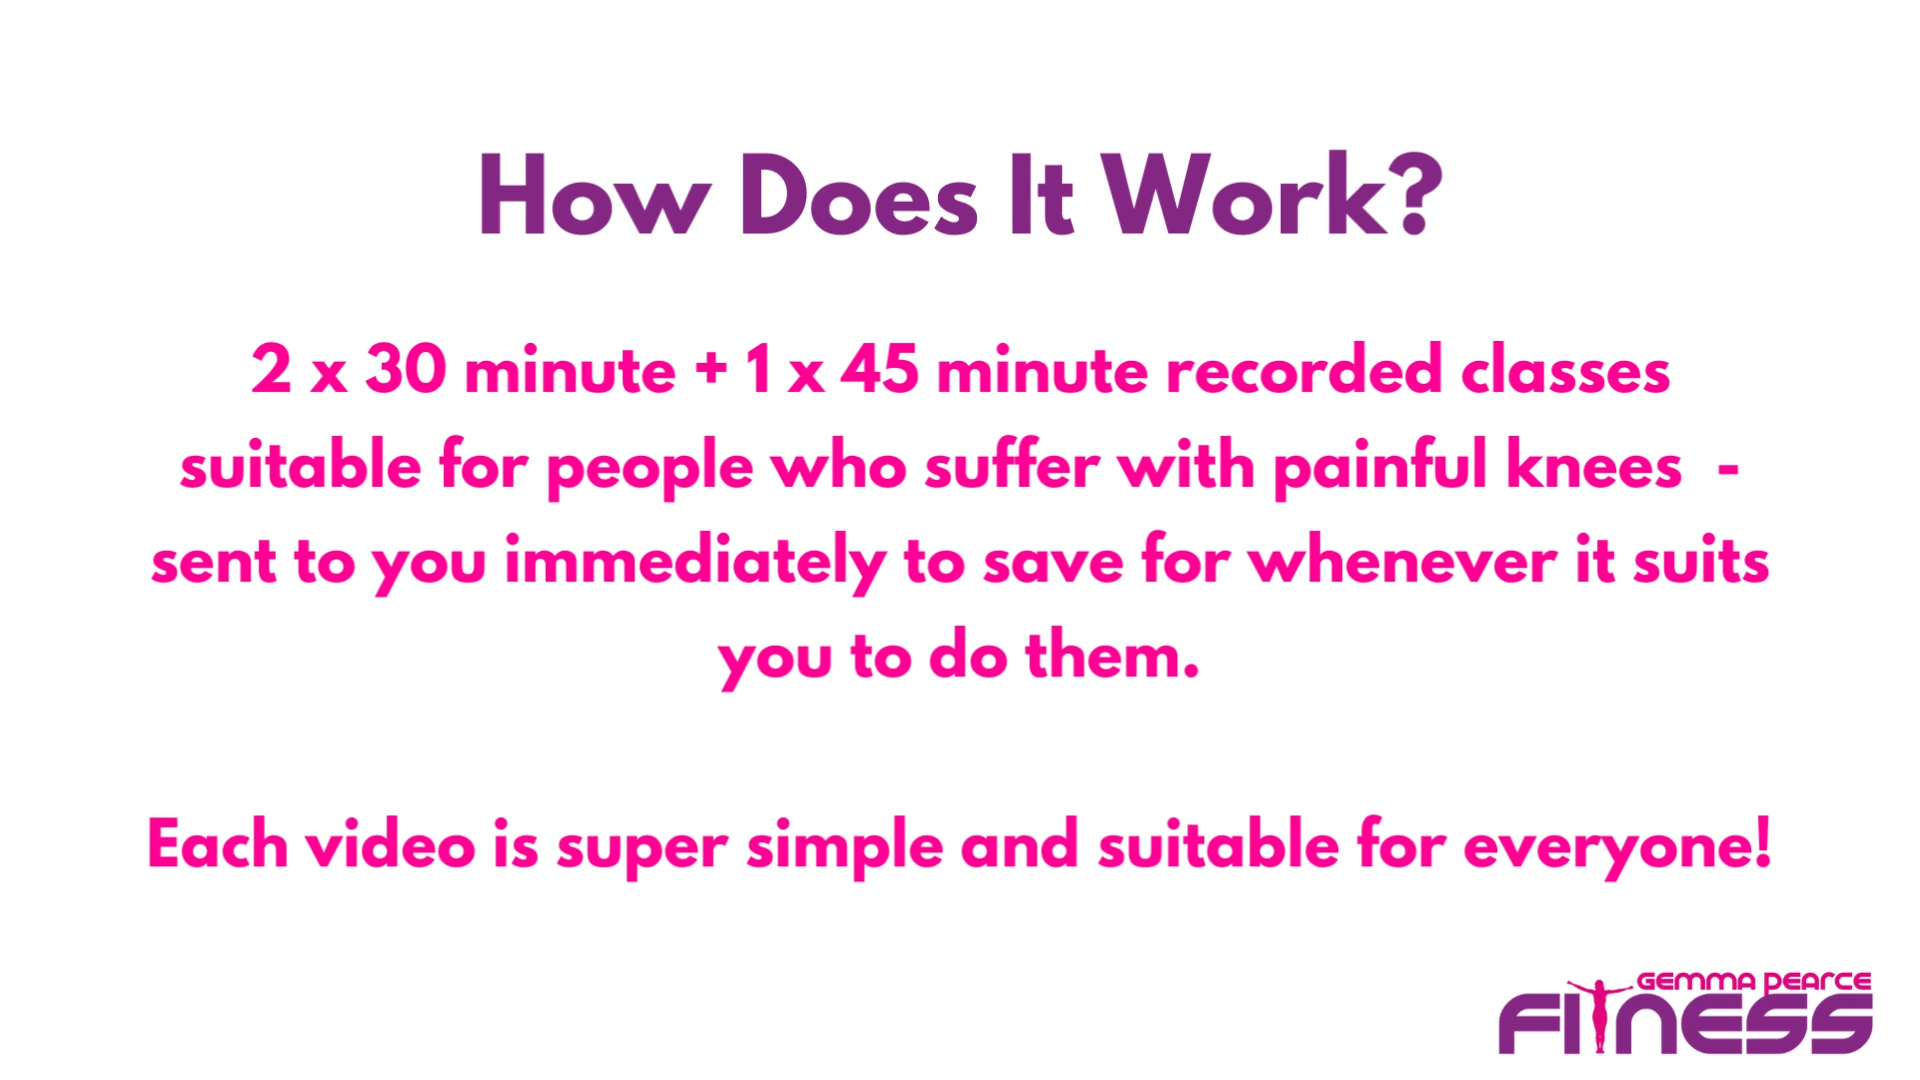 How Does It Work?
2 x 30 minute + 1 x 45 minute recorded classes
suitable for people who suffer with painful knees -
sent to you immediately to save for whenever it suits
you to do them.
Each video is super simple and suitable for everyone!
GEMMA PEARCE
FITNESS